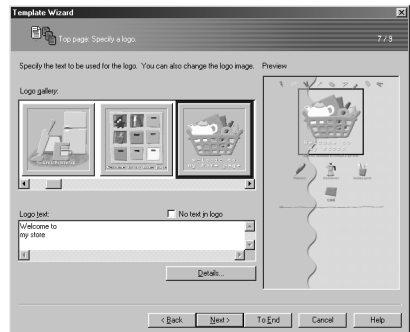 Template Wizard
Top page: Specify a logo.
7 / 9
Specify the text to be used for the logo. You can also change the logo image.
Preview
Logo gallery:
Logo text:
No text in logo
Welcome to
my store
Details...
< Back
Next >
To End
Cancel
Help